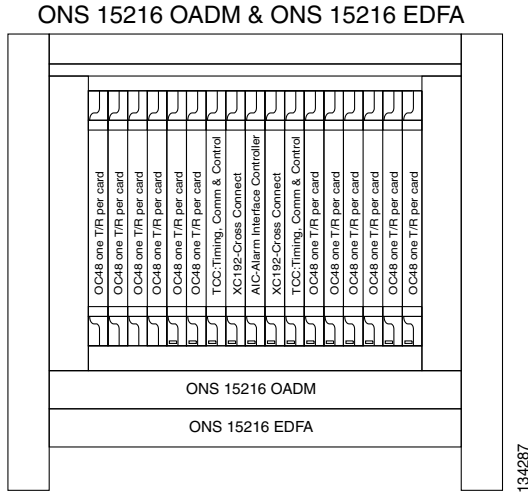 ONS 15216 OADM & ONS 15216 EDFA
OC48 one T/R per card
OC48 one T/R per card
OC48 one T/R per card
OC48 one T/R per card
OC48 one T/R per card
OC48 one T/R per card
TCC:Timing, Comm & Control
XC192-Cross Connect
AIC-Alarm Interface Controller
XC192-Cross Connect
TCC:Timing, Comm & Control
OC48 one T/R per card
OC48 one T/R per card
OC48 one T/R per card
OC48 one T/R per card
OC48 one T/R per card
OC48 one T/R per card
ONS 15216 OADM
ONS 15216 EDFA
134287